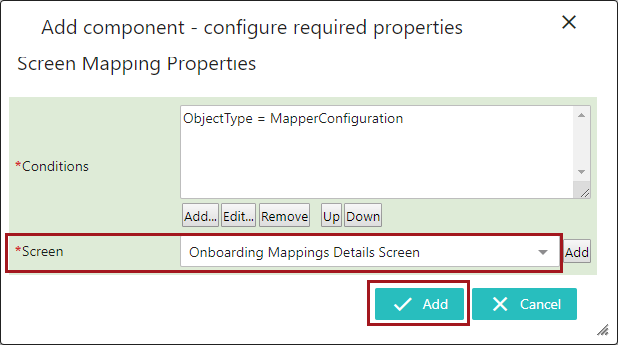 Add component - configure required properties
Screen Mapping Properties
ObjectType = MapperConfiguration
*Conditions
Add... Edit... Remove Up Down
*Screen Onboarding Mappings Details Screen Add
Add Cancel